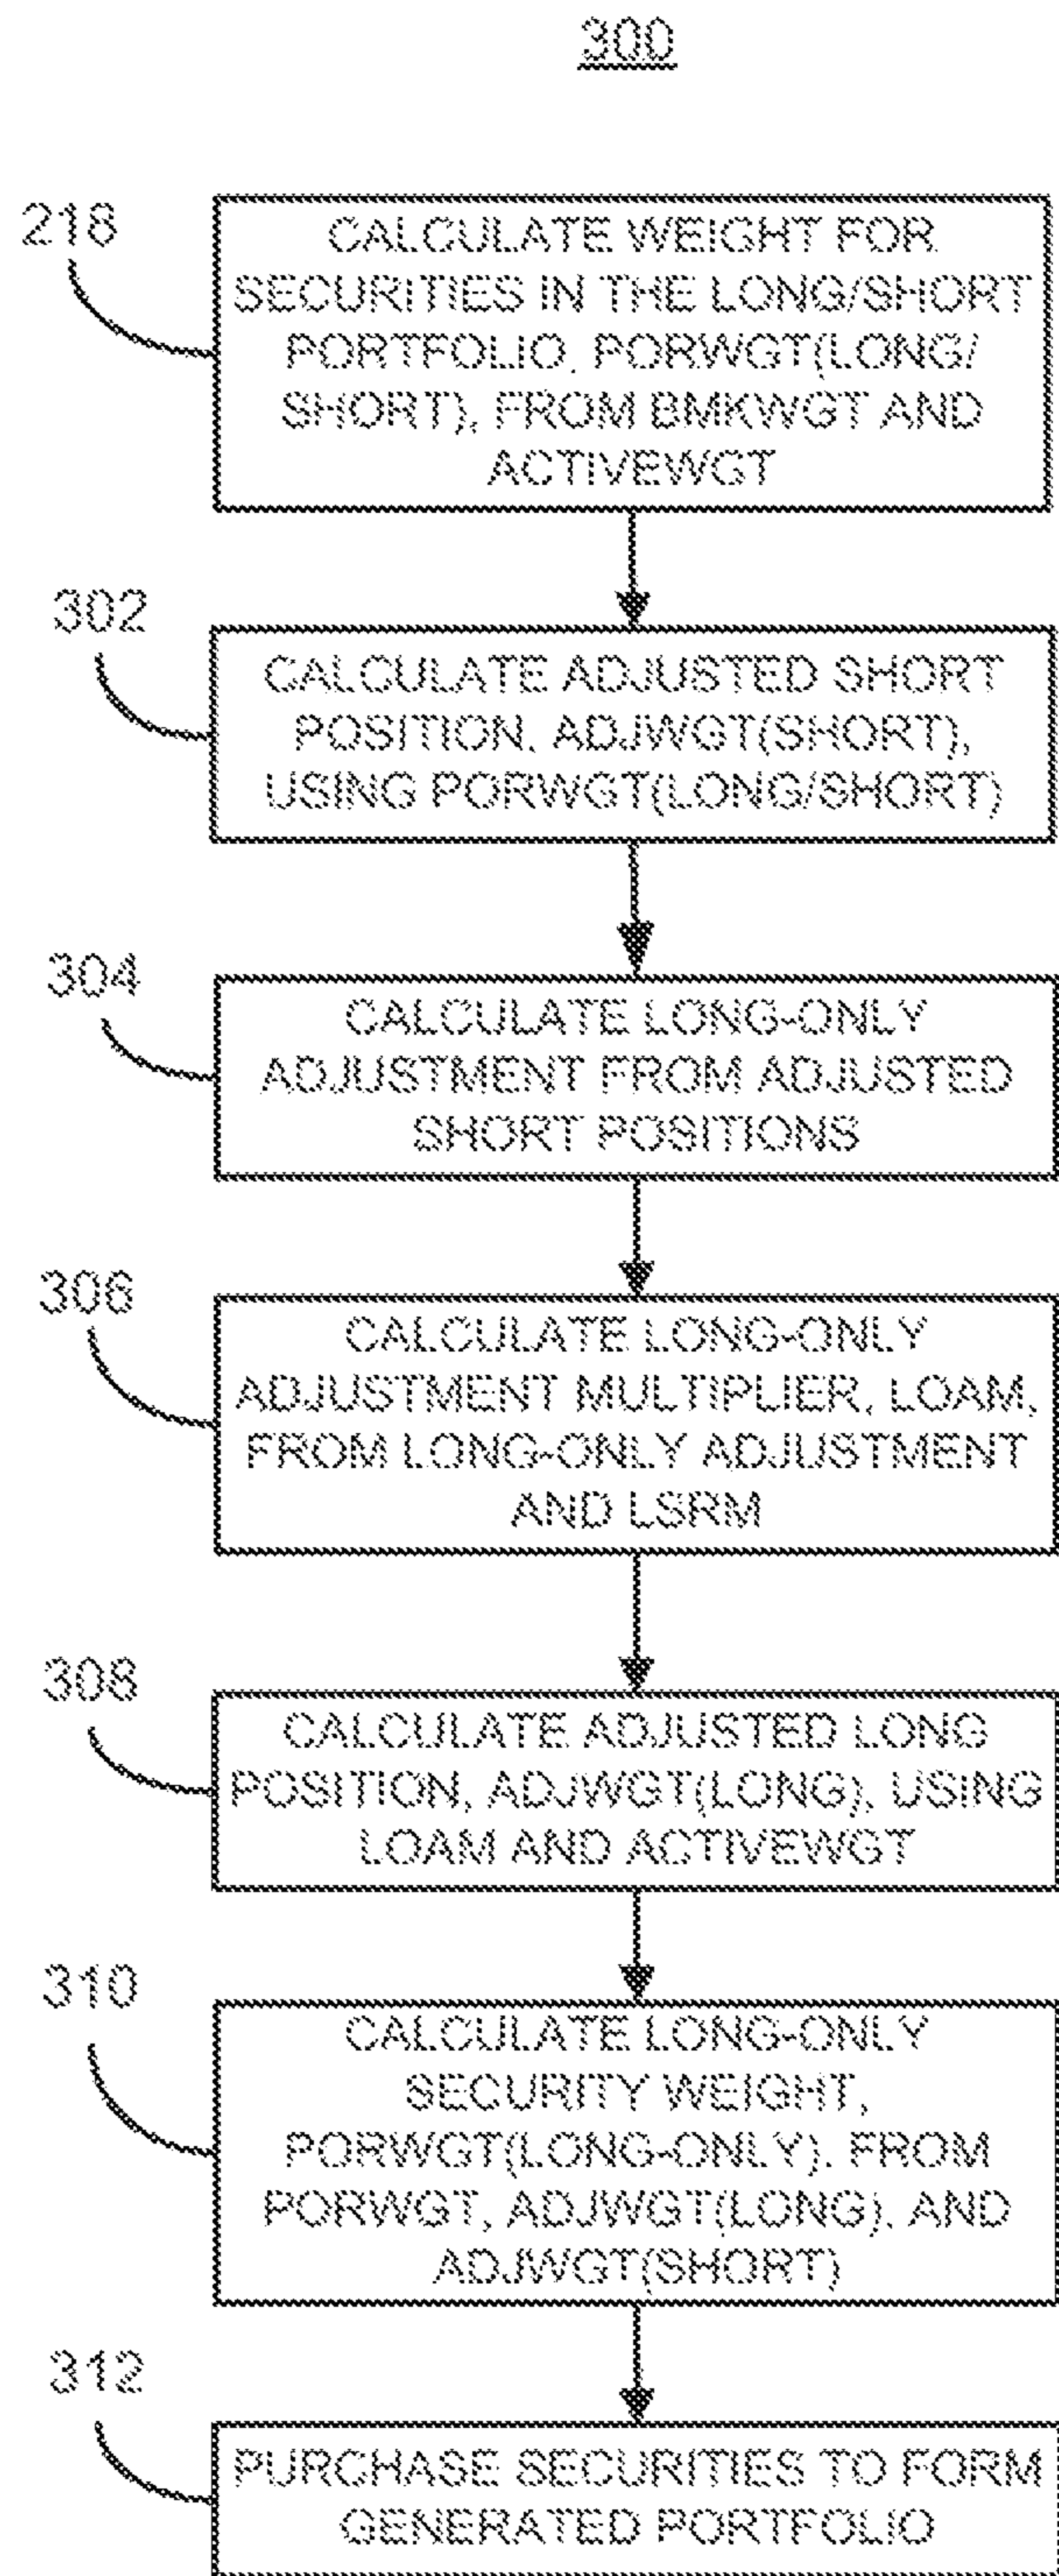 300
218
CALCULATE WEIGHT FOR
SECURITIES IN THE LONG/SHORT
PORTFOLIO, PORWGT(LONG/
SHORT), FROM BMKWGT AND
ACTIVEWGT
302
CALCULATE ADJUSTED SHORT
POSITION, ADJWGT(SHORT),
USING PORWGT(LONG/SHORT)
304
CALCULATE LONG-ONLY
ADJUSTMENT FROM ADJUSTED
SHORT POSITIONS
306
CALCULATE LONG-ONLY
ADJUSTMENT MULTIPLIER, LOAM,
FROM LONG-ONLY ADJUSTMENT
AND LSRM
308
CALCULATE ADJUSTED LONG
POSITION, ADJWGT(LONG), USING
LOAM AND ACTIVEWGT
310
CALCULATE LONG-ONLY
SECURITY WEIGHT,
PORWGT(LONG-ONLY), FROM
PORWGT, ADJWGT(LONG), AND
ADJWGT(SHORT)
312
PURCHASE SECURITIES TO FORM
GENERATED PORTFOLIO